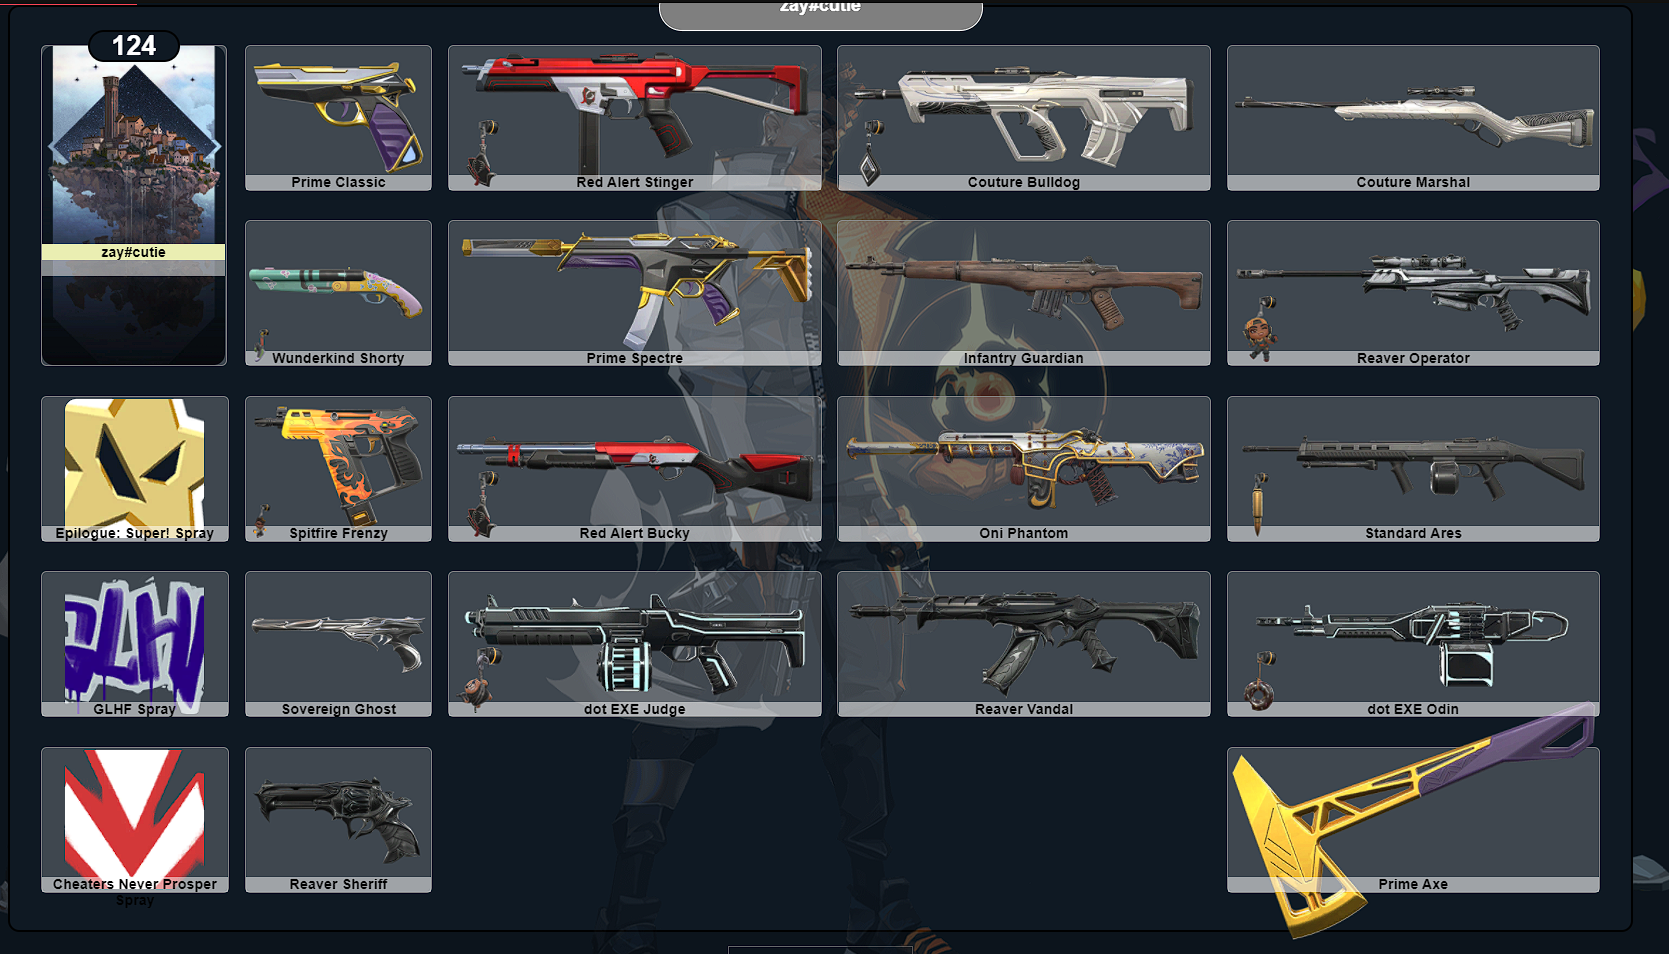 zay#cutie
124
zay#cutie
Prime Classic
Red Alert Stinger
Couture Bulldog
Couture Marshal
Wunderkind Shorty
Prime Spectre
Infantry Guardian
Reaver Operator
Epilogue: Super! Spray
Spitfire Frenzy
Red Alert Bucky
Oni Phantom
Standard Ares
GLHF
GLHF Spray
Sovereign Ghost
dot EXE Judge
Reaver Vandal
dot EXE Odin
Cheaters Never Prosper
Spray
Reaver Sheriff
Prime Axe